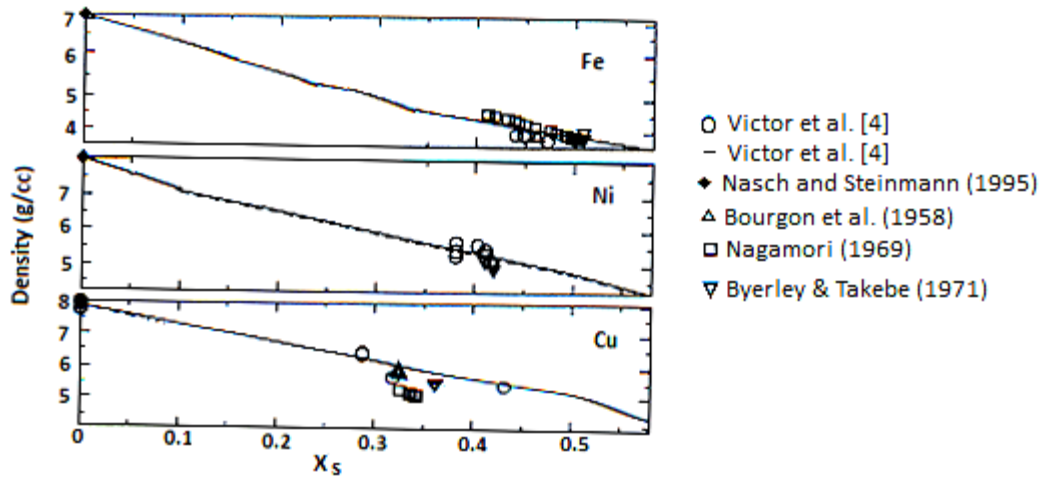 7
6
5
4
Fe
Density (g/cc)
7
6
5
Ni
8
7
6
5
Cu
0
0.1
0.2
0.3
0.4
0.5
X s
Victor et al. [4]
Victor et al. [4]
Nasch and Steinmann (1995)
Bourgon et al. (1958)
Nagamori (1969)
Byerley & Takebe (1971)